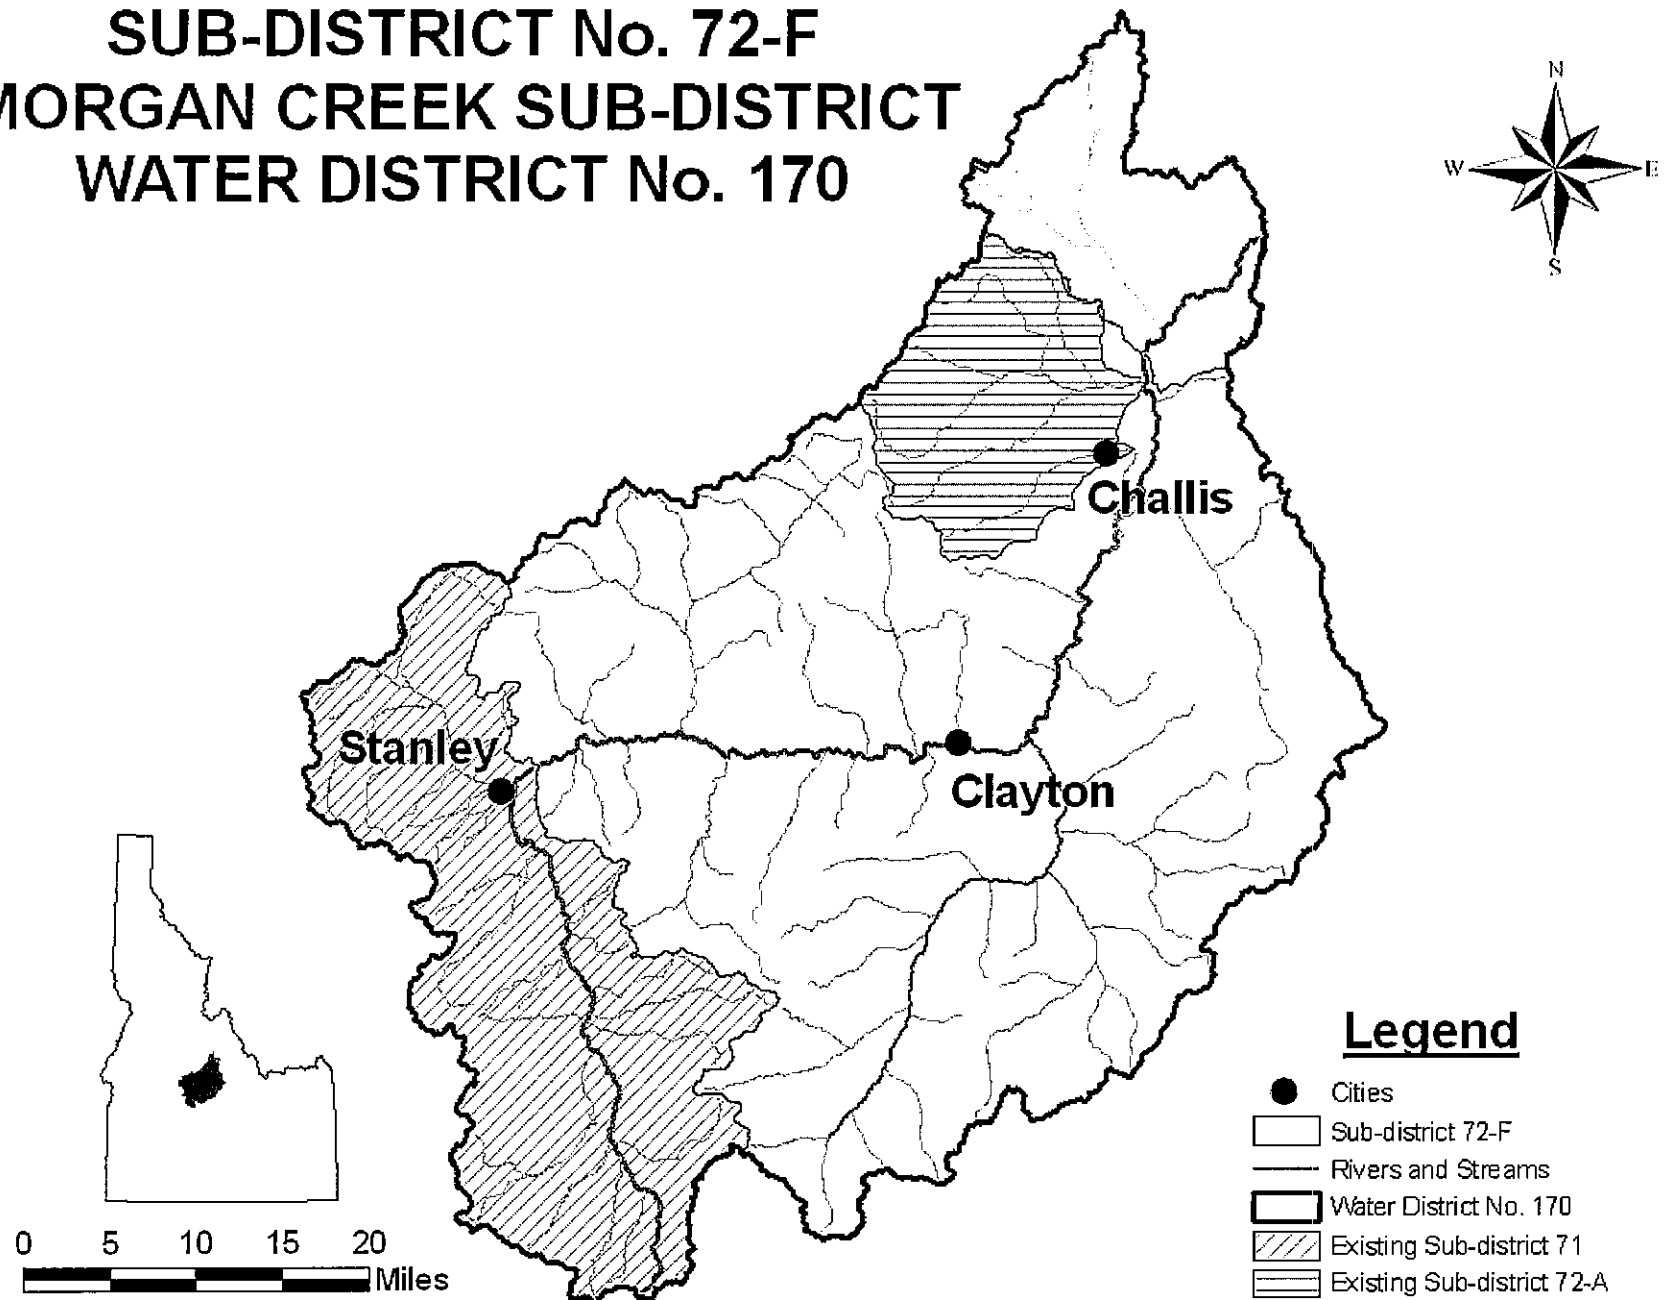 SUB-DISTRICT No. 72-F
MORGAN CREEK SUB-DISTRICT
WATER DISTRICT No. 170
N
W
E
S
Challis
Stanley
Clayton
Legend
Cities
Sub-district 72-F
Rivers and Streams
Water District No. 170
Existing Sub-district 71
Existing Sub-district 72-A
0 5 10 15 20
Miles